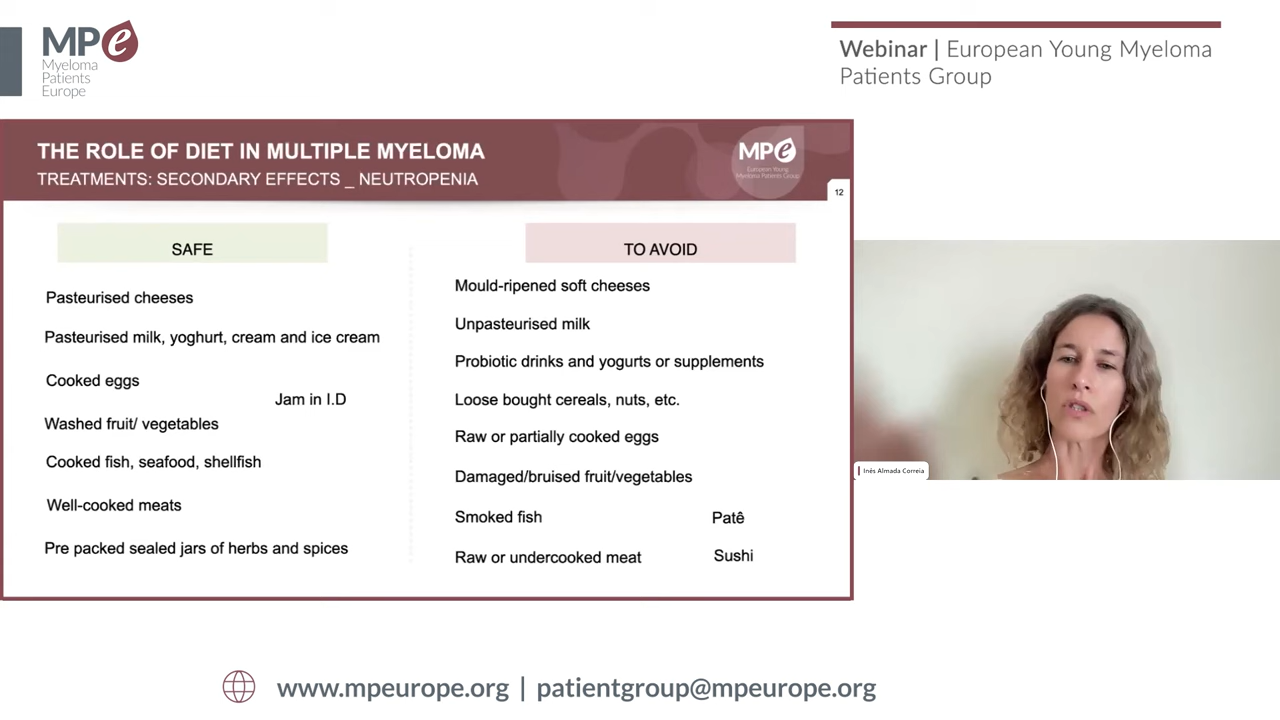 MPe
Myeloma
Patients
Europe
Webinar | European Young Myeloma
Patients Group
THE ROLE OF DIET IN MULTIPLE MYELOMA
TREATMENTS: SECONDARY EFFECTS _ NEUTROPENIA
MPe
European Young
Myeloma Patients Group
12
SAFE
Pasteurised cheeses
Pasteurised milk, yoghurt, cream and ice cream
Cooked eggs
Jam in I.D
Washed fruit/ vegetables
Cooked fish, seafood, shellfish
Well-cooked meats
Pre packed sealed jars of herbs and spices
TO AVOID
Mould-ripened soft cheeses
Unpasteurised milk
Probiotic drinks and yogurts or supplements
Loose bought cereals, nuts, etc.
Raw or partially cooked eggs
Damaged/bruised fruit/vegetables
Smoked fish
Patê
Raw or undercooked meat
Sushi
Inês Almada Correia
www.mpeurope.org | patientgroup@mpeurope.org